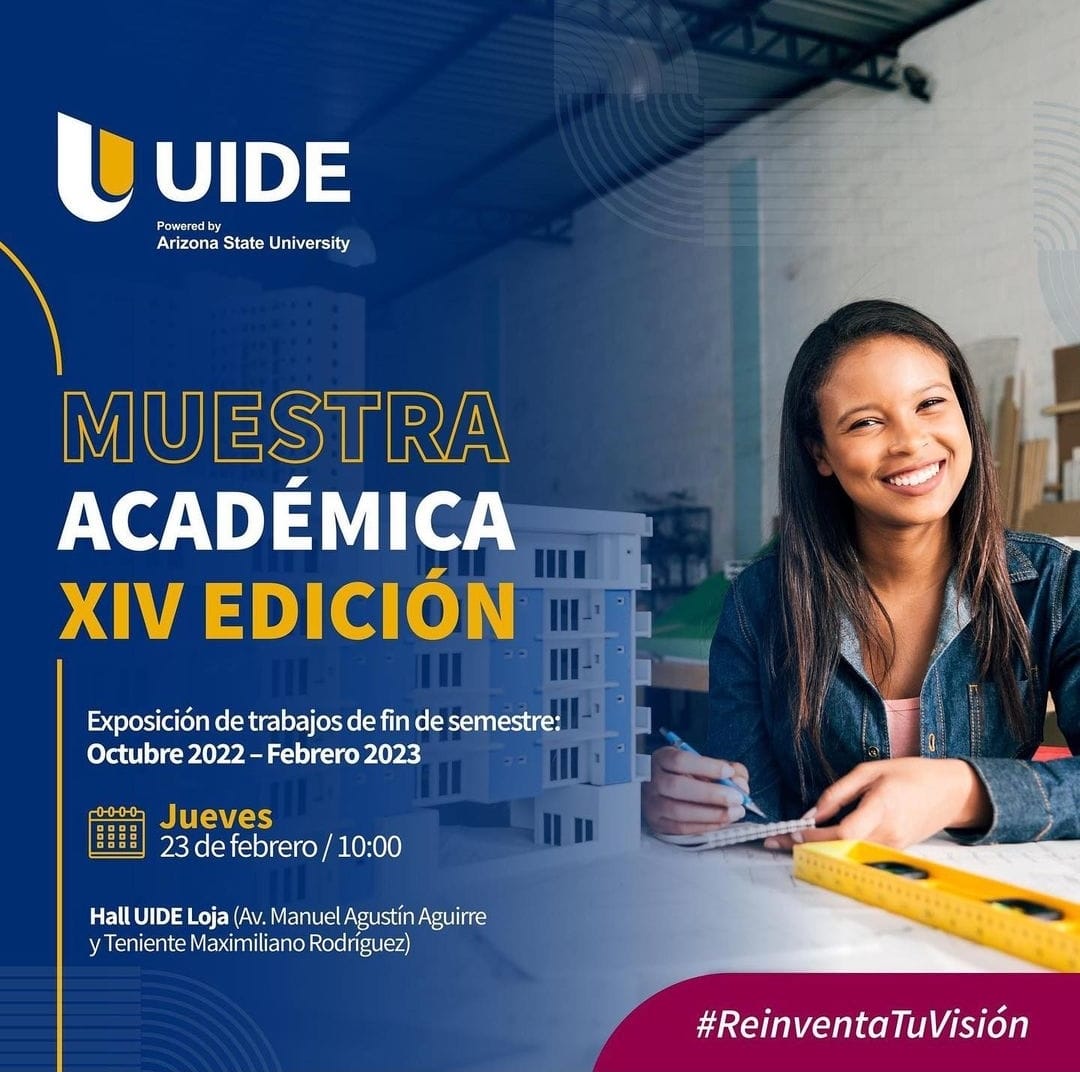 UIDE
Powered by
Arizona State University
MUESTRA
ACADÉMICA
XIV EDICIÓN
Exposición de trabajos de fin de semestre:
Octubre 2022 – Febrero 2023
Jueves
23 de febrero / 10:00
Hall UIDE Loja (Av. Manuel Agustín Aguirre
y Teniente Maximiliano Rodríguez)
#ReinventaTuVisión